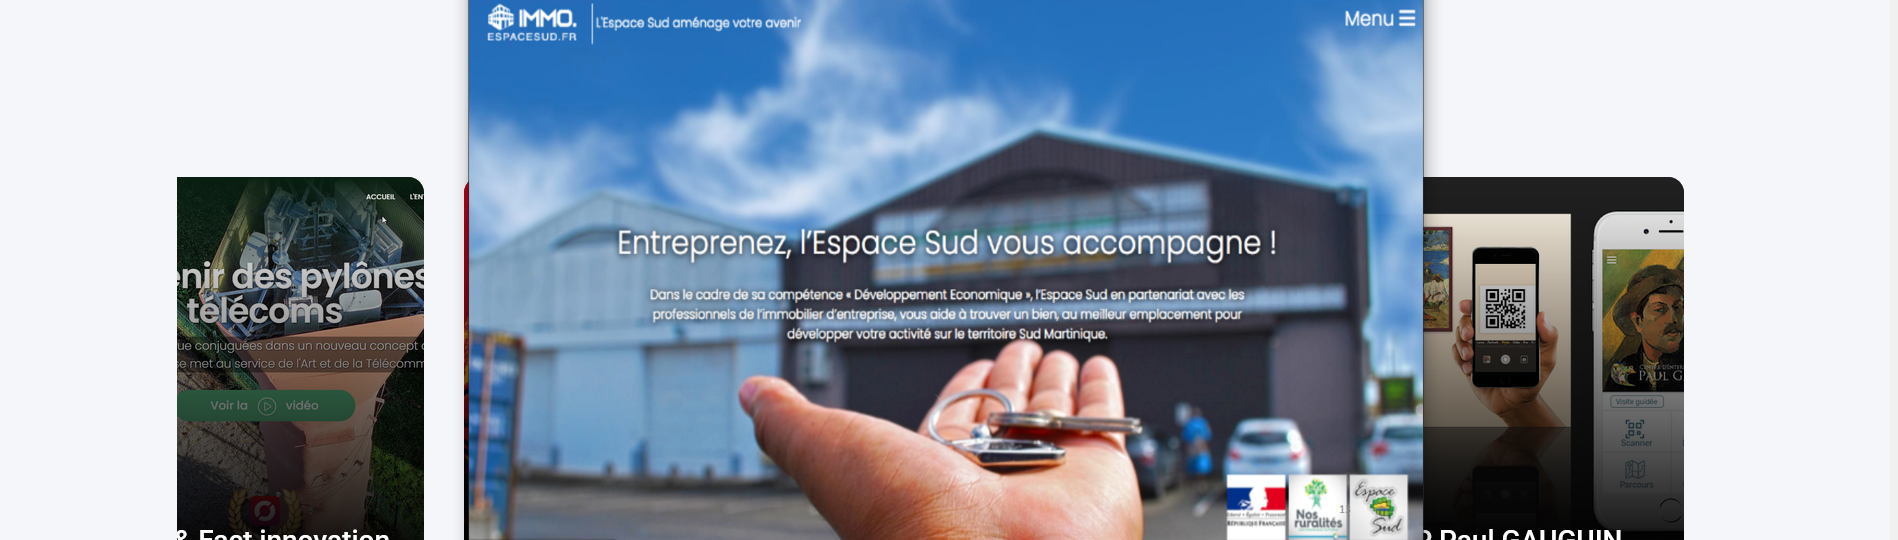 IMMO.
ESPACESUD.FR
L'Espace Sud aménage votre avenir
Menu
Entreprenez, l'Espace Sud vous accompagne !
Dans le cadre de sa compétence « Développement Economique », l'Espace Sud en partenariat avec les
professionnels de l'immobilier d'entreprise, vous aide à trouver un bien, au meilleur emplacement pour
développer votre activité sur le territoire Sud Martinique.
RÉPUBLIQUE FRANÇAISE
Nos
ruralités
Espace
Sud
ACCUEIL
enir des pylônes
télécoms
ue conjuguées dans un nouveau concept
se met au service de l'Art et de la Télécomm
Voir la vidéo
& Fact innovation
PAUL G
Visite guidée
Scanner
Parcours
Paul GAUGUIN